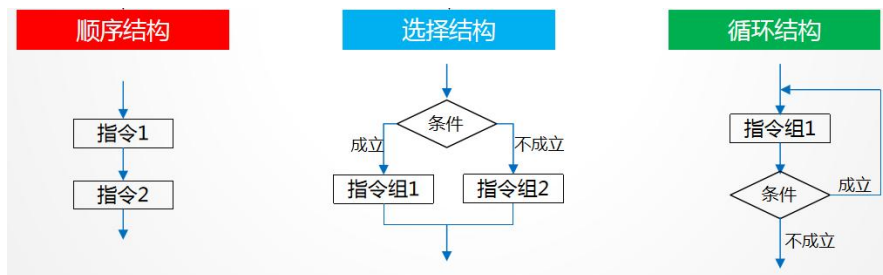 顺序结构
指令1
指令2
选择结构
条件
成立
不成立
指令组1
指令组2
循环结构
指令组1
条件
成立
不成立